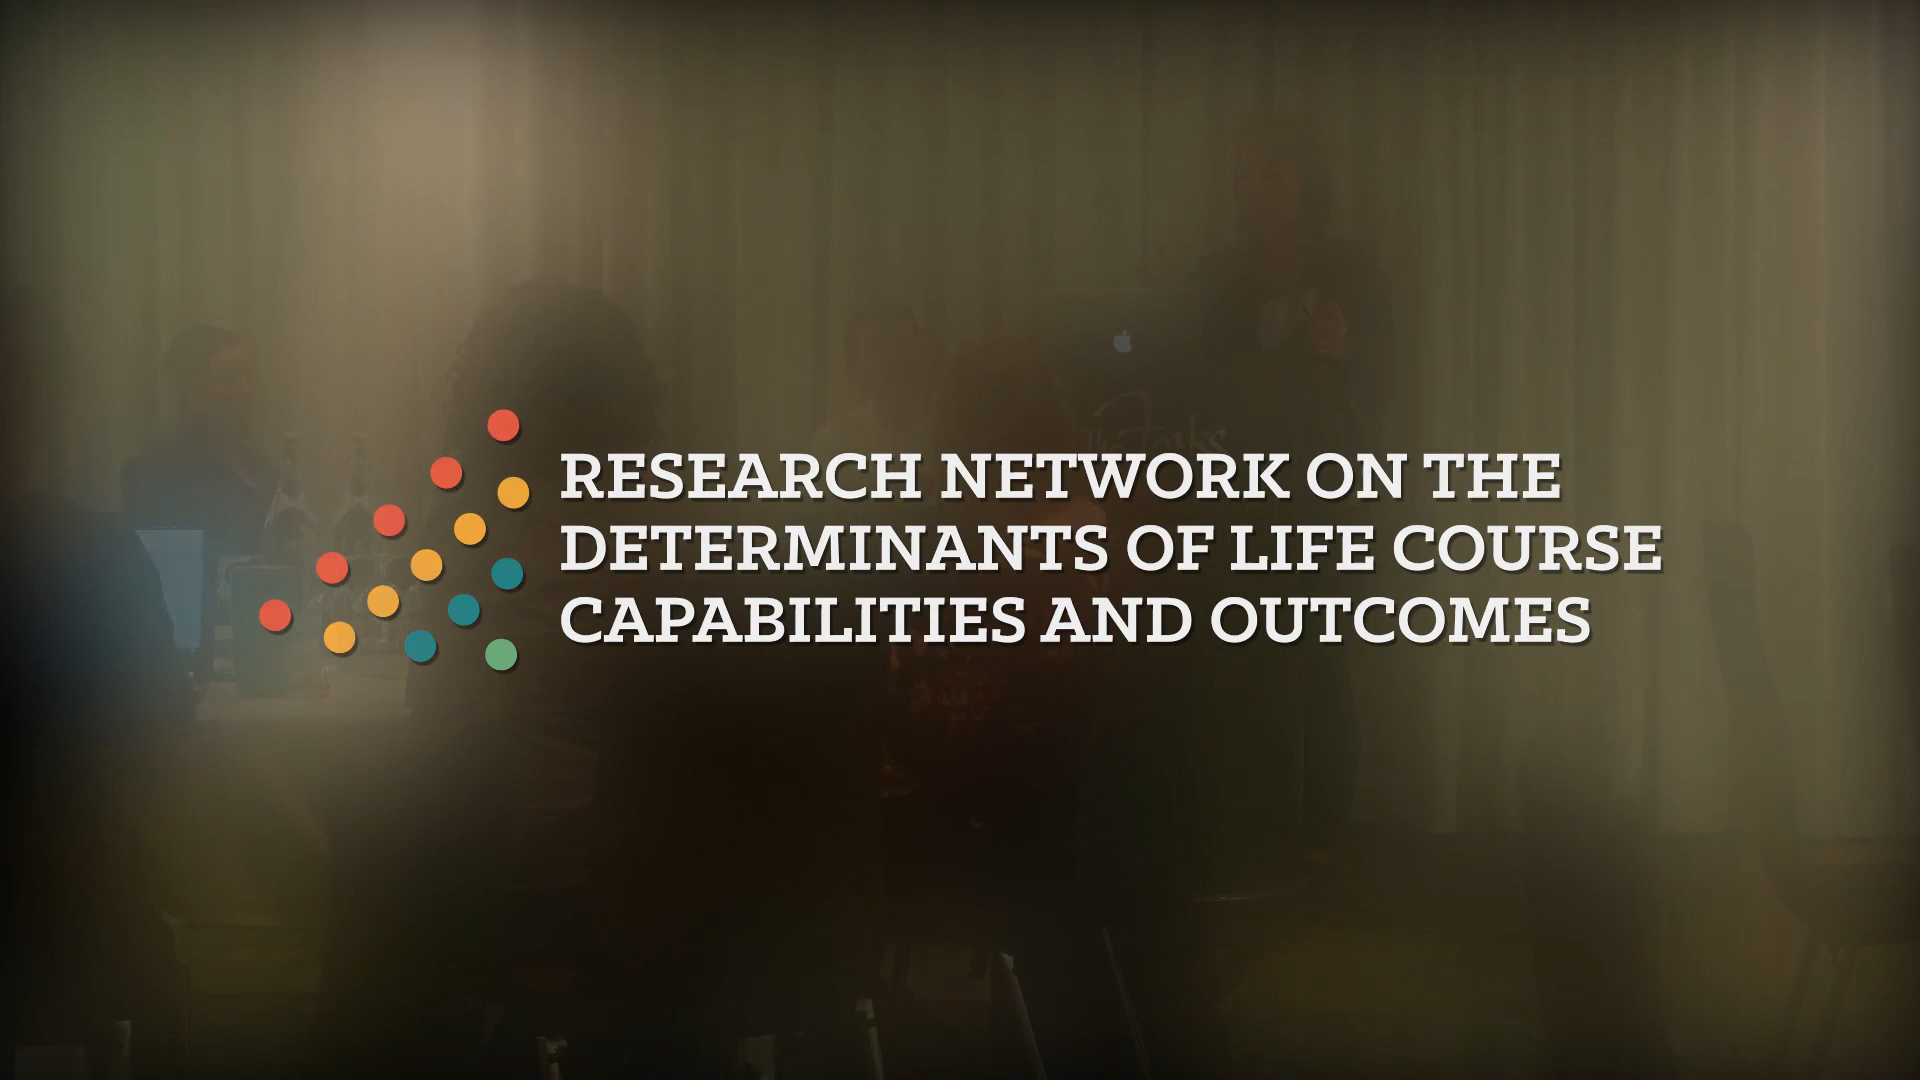 RESEARCH NETWORK ON THE
DETERMINANTS OF LIFE COURSE
CAPABILITIES AND OUTCOMES